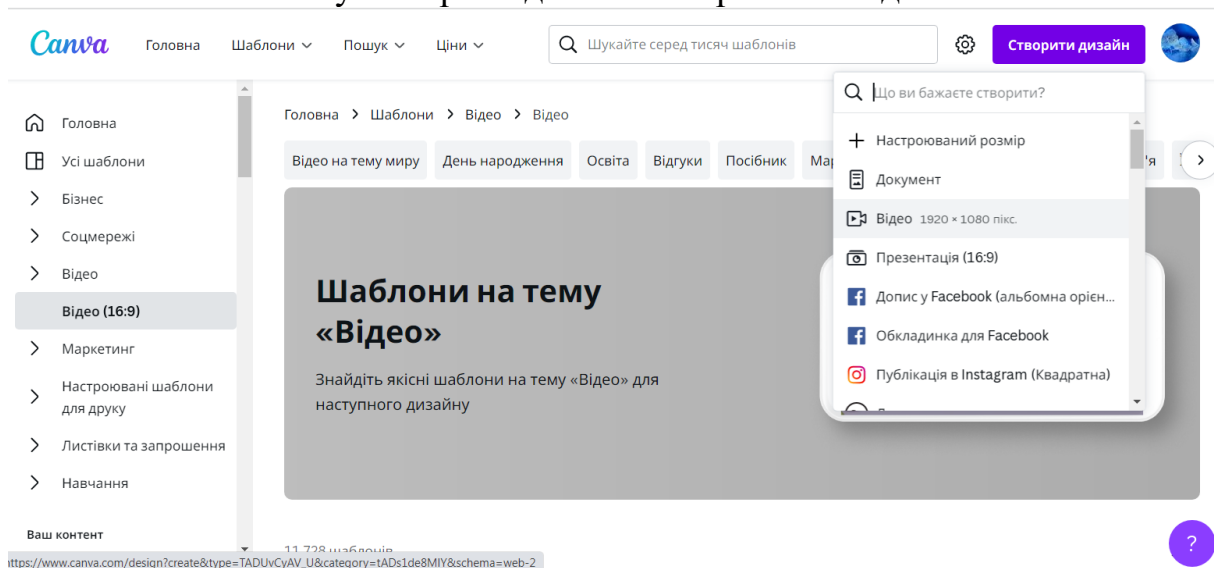 Canva
Головна
Шаблони
Пошук
Ціни
Шукайте серед тисяч шаблонів
Створити дизайн
Що ви бажаєте створити?
Настроюваний розмір
Документ
Відео 1920 × 1080 пікс.
Презентація (16:9)
Допис у Facebook (альбомна орієн...
Обкладинка для Facebook
Публікація в Instagram (Квадратна)
Головна
Усі шаблони
Бізнес
Соцмережі
Відео
Відео (16:9)
Маркетинг
Настроювані шаблони
для друку
Листівки та запрошення
Навчання
Ваш контент
Головна > Шаблони > Відео > Відео
Відео на тему миру
День народження
Освіта
Відгуки
Посібник
Шаблони на тему
«Відео»
Знайдіть якісні шаблони на тему «Відео» для
наступного дизайну
11 728 шаблонів
?
https://www.canva.com/design?create&type=TADUvCyAV_U&category=tADs1de8MIY&schema=web-2